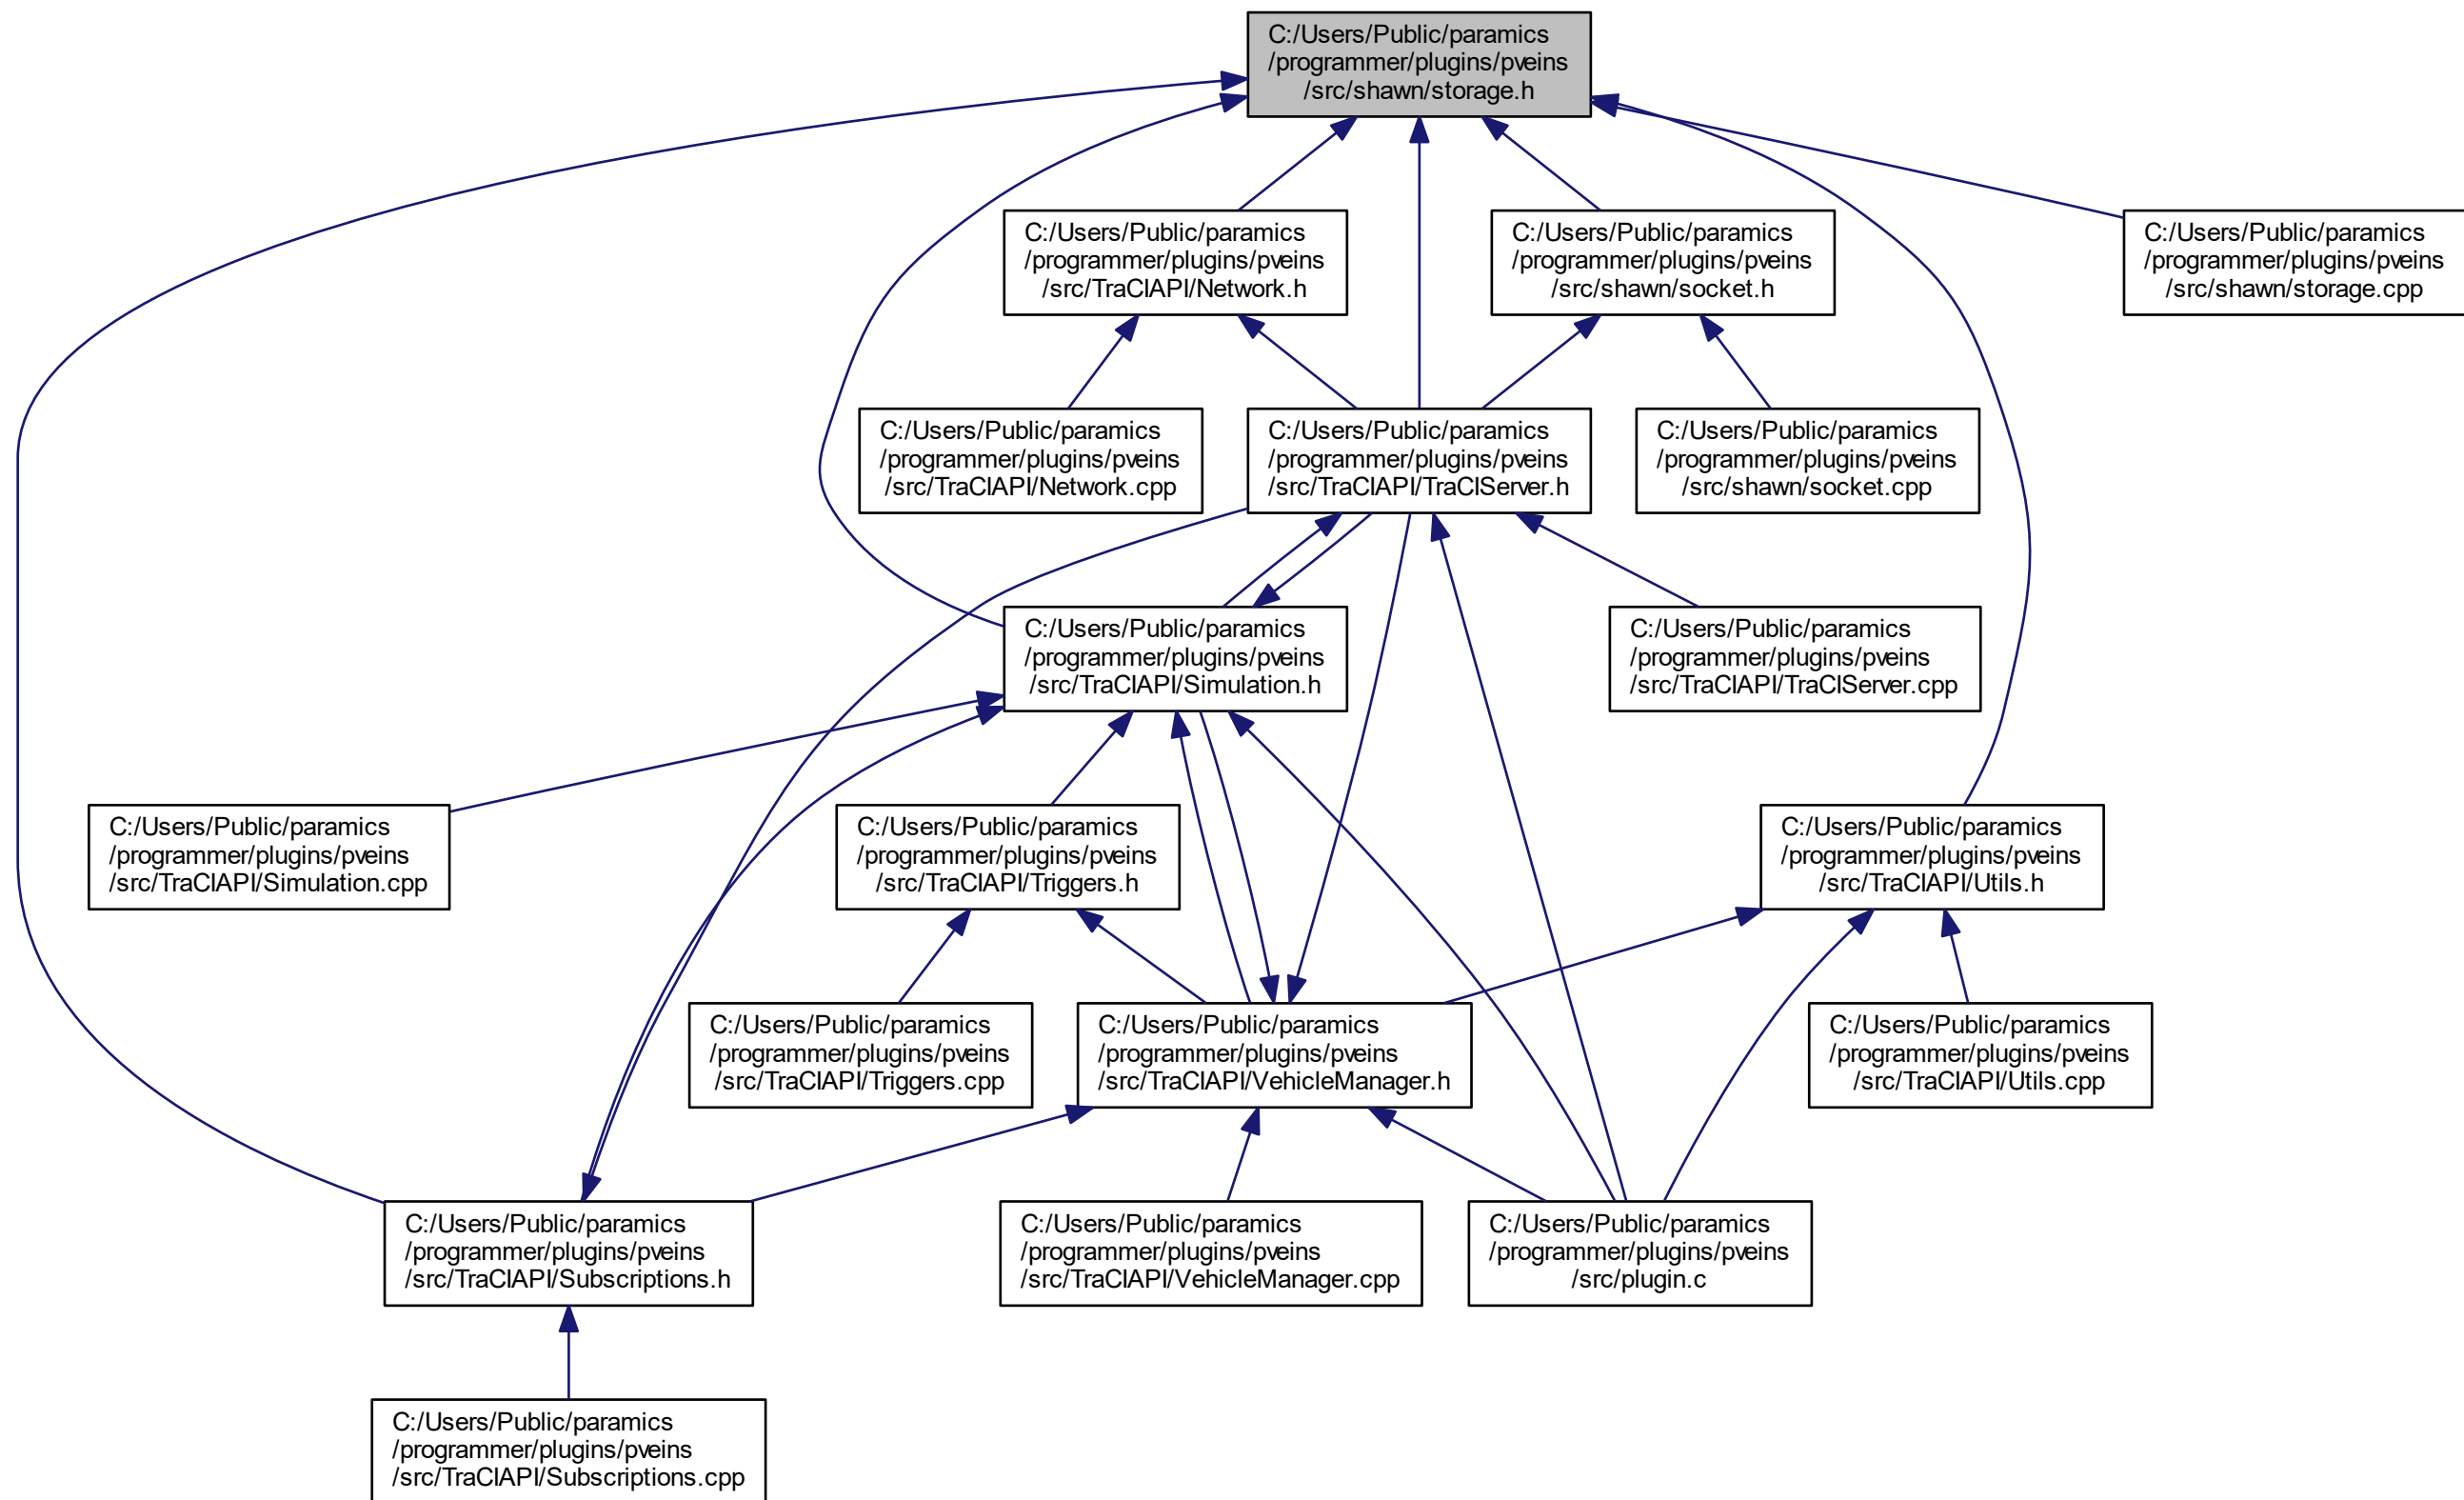 C:/Users/Public/paramics
/programmer/plugins/pveins
/src/shawn/storage.h
C:/Users/Public/paramics
/programmer/plugins/pveins
/src/TraCIAPI/Network.h
C:/Users/Public/paramics
/programmer/plugins/pveins
/src/shawn/socket.h
C:/Users/Public/paramics
/programmer/plugins/pveins
/src/shawn/storage.cpp
C:/Users/Public/paramics
/programmer/plugins/pveins
/src/TraCIAPI/Network.cpp
C:/Users/Public/paramics
/programmer/plugins/pveins
/src/TraCIAPI/TraCIServer.h
C:/Users/Public/paramics
/programmer/plugins/pveins
/src/shawn/socket.cpp
C:/Users/Public/paramics
/programmer/plugins/pveins
/src/TraCIAPI/Simulation.h
C:/Users/Public/paramics
/programmer/plugins/pveins
/src/TraCIAPI/TraCIServer.cpp
C:/Users/Public/paramics
/programmer/plugins/pveins
/src/TraCIAPI/Simulation.cpp
C:/Users/Public/paramics
/programmer/plugins/pveins
/src/TraCIAPI/Triggers.h
C:/Users/Public/paramics
/programmer/plugins/pveins
/src/TraCIAPI/Utils.h
C:/Users/Public/paramics
/programmer/plugins/pveins
/src/TraCIAPI/Triggers.cpp
C:/Users/Public/paramics
/programmer/plugins/pveins
/src/TraCIAPI/VehicleManager.h
C:/Users/Public/paramics
/programmer/plugins/pveins
/src/TraCIAPI/Utils.cpp
C:/Users/Public/paramics
/programmer/plugins/pveins
/src/TraCIAPI/Subscriptions.h
C:/Users/Public/paramics
/programmer/plugins/pveins
/src/TraCIAPI/VehicleManager.cpp
C:/Users/Public/paramics
/programmer/plugins/pveins
/src/plugin.c
C:/Users/Public/paramics
/programmer/plugins/pveins
/src/TraCIAPI/Subscriptions.cpp